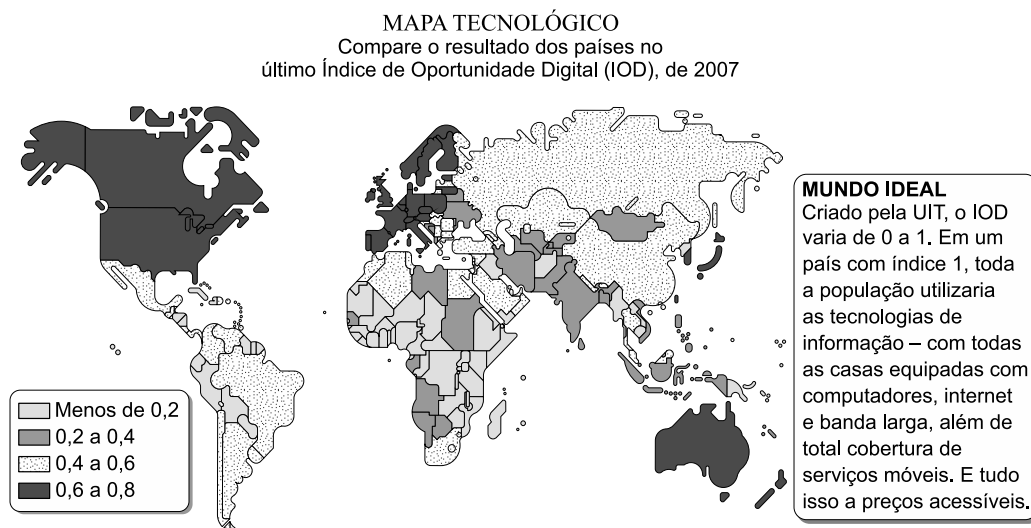 MAPA TECNOLÓGICO
Compare o resultado dos países no
último Índice de Oportunidade Digital (IOD), de 2007
MUNDO IDEAL
Criado pela UIT, o IOD
varia de 0 a 1. Em um
país com índice 1, toda
a população utilizaria
as tecnologias de
informação – com todas
as casas equipadas com
computadores, internet
e banda larga, além de
total cobertura de
serviços móveis. E tudo
isso a preços acessíveis.
Menos de 0,2
0,2 a 0,4
0,4 a 0,6
0,6 a 0,8